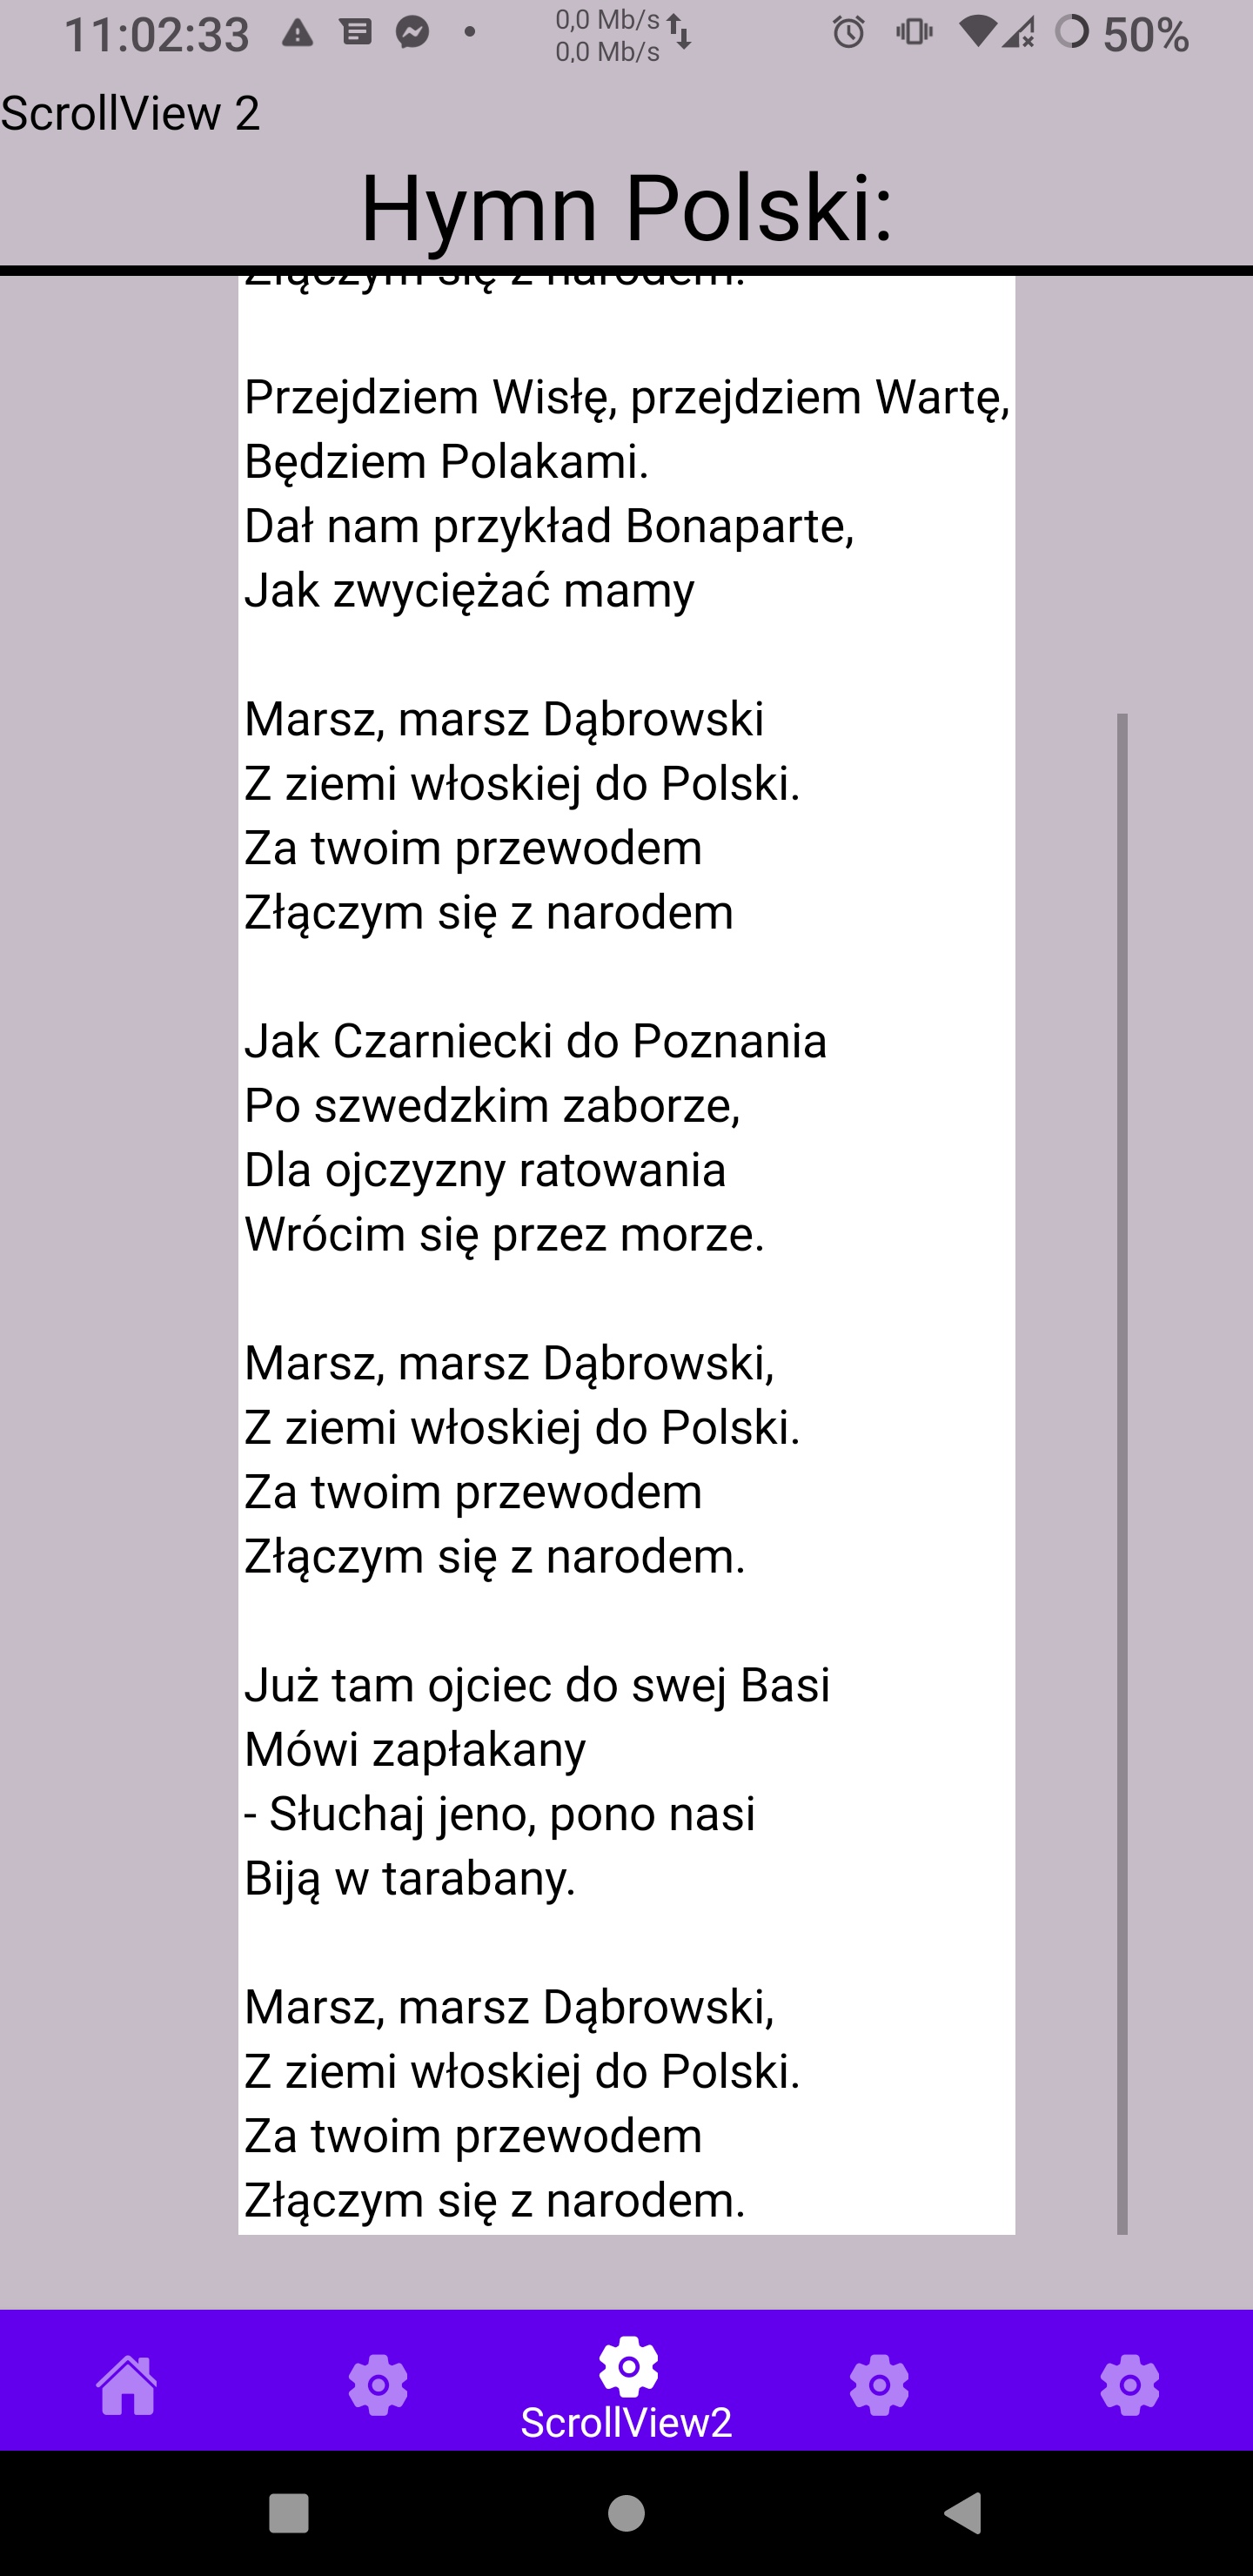 11:02:33
0,0 Mb/s
0,0 Mb/s
50%
ScrollView 2
Hymn Polski:
Złączym się z narodem.
Przejdziem Wisłę, przejdziem Wartę,
Będziem Polakami.
Dał nam przykład Bonaparte,
Jak zwyciężać mamy
Marsz, marsz Dąbrowski
Z ziemi włoskiej do Polski.
Za twoim przewodem
Złączym się z narodem
Jak Czarniecki do Poznania
Po szwedzkim zaborze,
Dla ojczyzny ratowania
Wrócim się przez morze.
Marsz, marsz Dąbrowski,
Z ziemi włoskiej do Polski.
Za twoim przewodem
Złączym się z narodem.
Już tam ojciec do swej Basi
Mówi zapłakany
- Słuchaj jeno, pono nasi
Biją w tarabany.
Marsz, marsz Dąbrowski,
Z ziemi włoskiej do Polski.
Za twoim przewodem
Złączym się z narodem.
ScrollView2